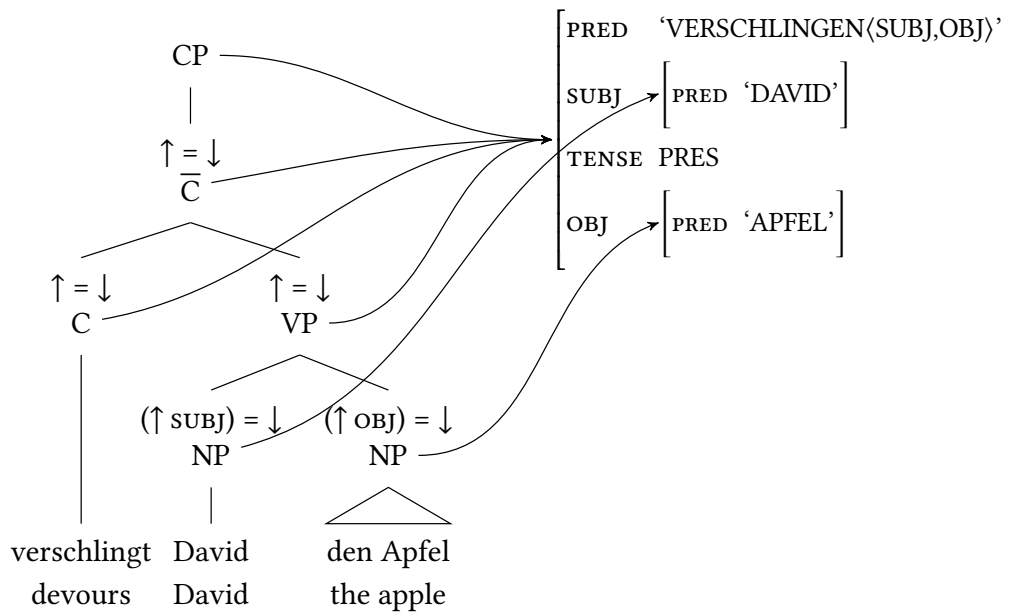 CP
↑ = ↓
C̅
↑ = ↓ ↑ = ↓
C VP
(↑ SUBJ) = ↓ (↑ OBJ) = ↓
NP NP
verschlingt David den Apfel
devours David the apple
PRED ‘VERSCHLINGEN⟨SUBJ,OBJ⟩’
SUBJ [PRED ‘DAVID’]
TENSE PRES
OBJ [PRED ‘APFEL’]